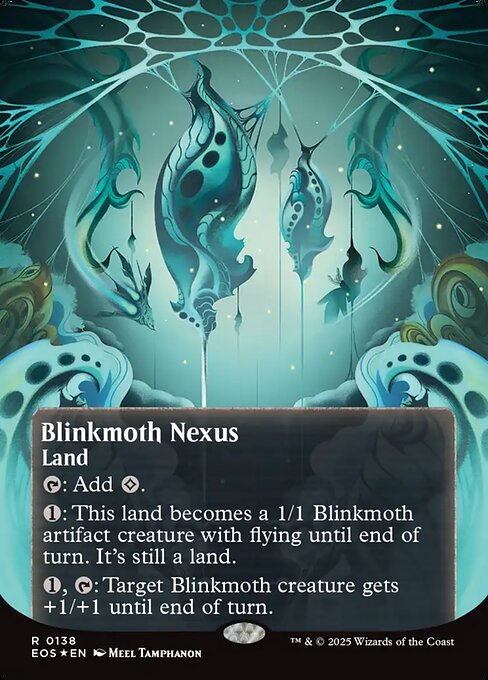 Blinkmoth Nexus
Land
: Add .
1: This land becomes a 1/1 Blinkmoth
artifact creature with flying until end of
turn. It's still a land.
1, : Target Blinkmoth creature gets
+1/+1 until end of turn.
R 0138
EOS★EN MEEL TAMPHANON
™ & © 2025 Wizards of the Coast